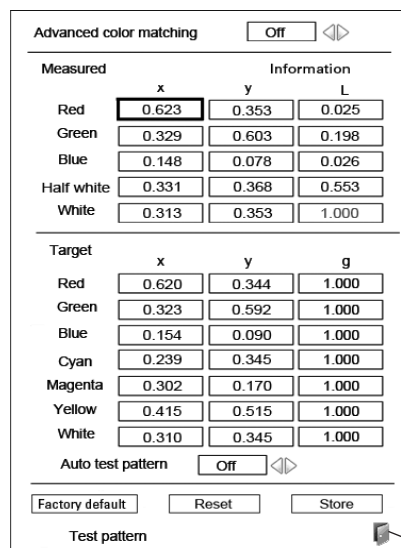 Advanced color matching Off
Measured Information
x y L
Red 0.623 0.353 0.025
Green 0.329 0.603 0.198
Blue 0.148 0.078 0.026
Half white 0.331 0.368 0.553
White 0.313 0.353 1.000
Target
x y g
Red 0.620 0.344 1.000
Green 0.323 0.592 1.000
Blue 0.154 0.090 1.000
Cyan 0.239 0.345 1.000
Magenta 0.302 0.170 1.000
Yellow 0.415 0.515 1.000
White 0.310 0.345 1.000
Auto test pattern Off
Factory default Reset Store
Test pattern